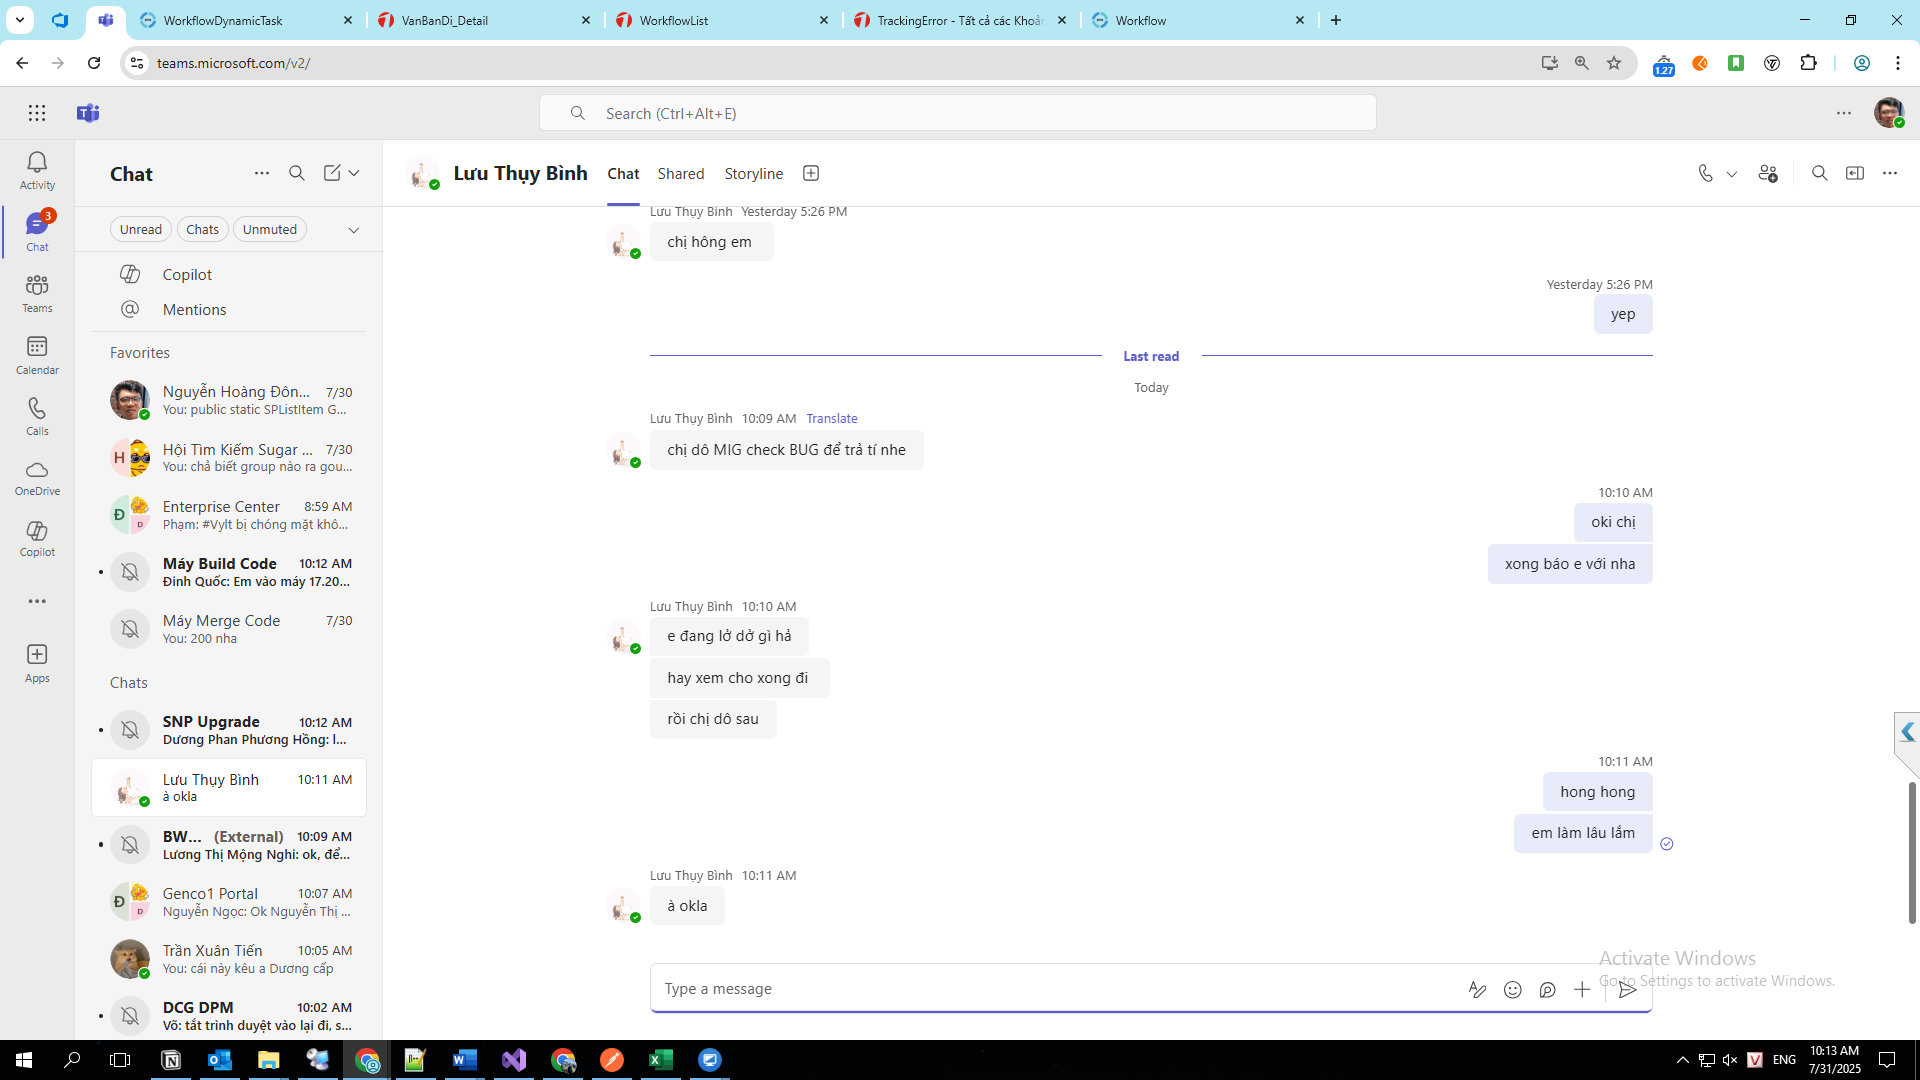 WorkflowDynamicTask
VanBanDi_Detail
WorkflowList
TrackingError - Tất cả các Khoản
Workflow
teams.microsoft.com/v2/
1.27
Search (Ctrl+Alt+E)
Activity
3
Chat
Teams
Calendar
Calls
OneDrive
Copilot
Apps
Chat
Unread
Chats
Unmuted
Copilot
Mentions
Favorites
Nguyễn Hoàng Đôn... 7/30
You: public static SPListItem G...
Hội Tìm Kiếm Sugar ... 7/30
You: chả biết group nào ra gou...
Enterprise Center 8:59 AM
Phạm: #Vylt bị chóng mặt khô...
Máy Build Code 10:12 AM
Đinh Quốc: Em vào máy 17.20...
Máy Merge Code 7/30
You: 200 nha
Chats
SNP Upgrade 10:12 AM
Dương Phan Phương Hồng: l...
Lưu Thụy Bình 10:11 AM
à okla
BW... (External) 10:09 AM
Lương Thị Mộng Nghi: ok, để...
Genco1 Portal 10:07 AM
Nguyễn Ngọc: Ok Nguyễn Thị ...
Trần Xuân Tiến 10:05 AM
You: cái này kêu a Dương cấp
DCG DPM 10:02 AM
Võ: tắt trình duyệt vào lại đi, s...
Lưu Thụy Bình
Chat
Shared
Storyline
Lưu Thụy Bình Yesterday 5:26 PM
chị hông em
Yesterday 5:26 PM
yep
Last read
Today
Lưu Thụy Bình 10:09 AM Translate
chị dô MIG check BUG để trả tí nhe
10:10 AM
oki chị
xong báo e với nha
Lưu Thụy Bình 10:10 AM
e đang lở dở gì hả
hay xem cho xong đi
rồi chị dô sau
10:11 AM
hong hong
em làm lâu lắm
Lưu Thụy Bình 10:11 AM
à okla
Type a message
Activate Windows
Go to Settings to activate Windows.
ENG
10:13 AM
7/31/2025